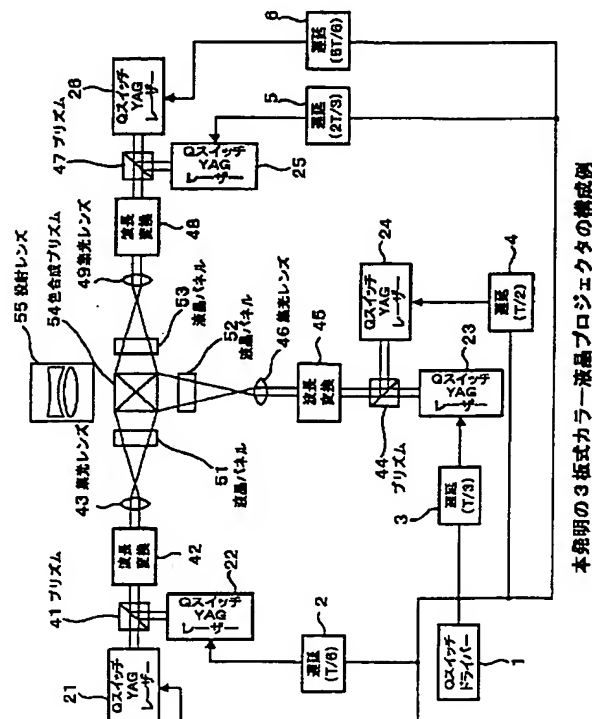 6
遅延
(5T/6)
26
Qスイッチ
YAG
レーザー
47 プリズム
5
遅延
(2T/3)
Qスイッチ
YAG
レーザー
25
波長
変換
48
49集光レンズ
55 投射レンズ
54色合成プリズム
53
液晶パネル
52
液晶パネル
46 集光レンズ
45
波長
変換
24
Qスイッチ
YAG
レーザー
4
遅延
(T/2)
23
Qスイッチ
YAG
レーザー
44
プリズム
51
液晶パネル
43 集光レンズ
遅延
(T/3)
3
波長
変換
42
41 プリズム
22
Qスイッチ
YAG
レーザー
2
遅延
(T/6)
21
Qスイッチ
YAG
レーザー
Qスイッチ
ドライバー
1
本発明の3板式カラー液晶プロジェクタの構成例